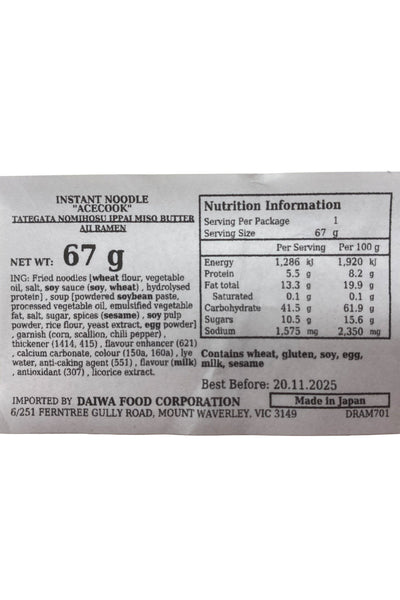 INSTANT NOODLE
"ACECOOK"
TATEGATA NOMIHOSU IPPAI MISO BUTTER
AJI RAMEN
NET WT: 67 g
ING: Fried noodles [wheat flour, vegetable
oil, salt, soy sauce (soy, wheat) , hydrolysed
protein] , soup [powdered soybean paste,
processed vegetable oil, emulsified vegetable
fat, salt, sugar, spices (sesame) , soy pulp
powder, rice flour, yeast extract, egg powder]
, garnish (corn, scallion, chili pepper) ,
thickener (1414, 415) , flavour enhancer (621)
, calcium carbonate, colour (150a, 160a) , lye
water, anti-caking agent (551) , flavour (milk)
, antioxidant (307) , licorice extract.
Nutrition Information
Serving Per Package 1
Serving Size 67 g
Per Serving Per 100 g
Energy 1,286 kJ 1,920 kJ
Protein 5.5 g 8.2 g
Fat total 13.3 g 19.9 g
Saturated 0.1 g 0.1 g
Carbohydrate 41.5 g 61.9 g
Sugars 10.5 g 15.6 g
Sodium 1,575 mg 2,350 mg
Contains wheat, gluten, soy, egg,
milk, sesame
Best Before: 20.11.2025
IMPORTED BY DAIWA FOOD CORPORATION Made in Japan
6/251 FERNTREE GULLY ROAD, MOUNT WAVERLEY, VIC 3149 DRAM701